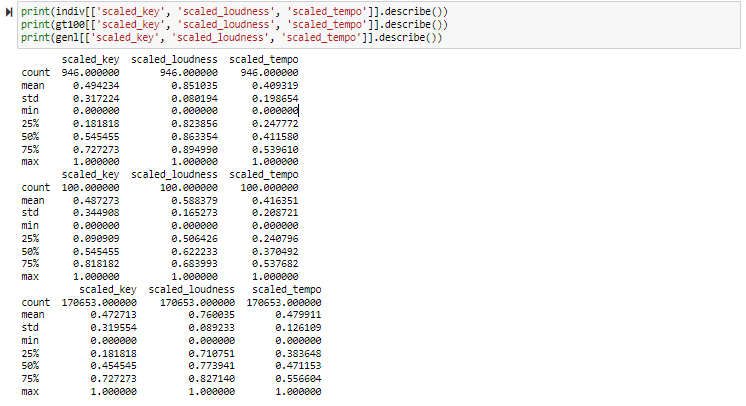 print(indiv[['scaled_key', 'scaled_loudness', 'scaled_tempo']].describe())
print(gt100[['scaled_key', 'scaled_loudness', 'scaled_tempo']].describe())
print(genl[['scaled_key', 'scaled_loudness', 'scaled_tempo']].describe())
scaled_key scaled_loudness scaled_tempo
count 946.000000 946.000000 946.000000
mean 0.494234 0.851035 0.409319
std 0.317224 0.080194 0.198654
min 0.000000 0.000000 0.000000
25% 0.181818 0.823856 0.247772
50% 0.545455 0.863354 0.411580
75% 0.727273 0.894990 0.539610
max 1.000000 1.000000 1.000000
scaled_key scaled_loudness scaled_tempo
count 100.000000 100.000000 100.000000
mean 0.487273 0.588379 0.416351
std 0.344908 0.165273 0.208721
min 0.000000 0.000000 0.000000
25% 0.090909 0.506426 0.240796
50% 0.545455 0.622233 0.370492
75% 0.818182 0.683993 0.537682
max 1.000000 1.000000 1.000000
scaled_key scaled_loudness scaled_tempo
count 170653.000000 170653.000000 170653.000000
mean 0.472713 0.760035 0.479911
std 0.319554 0.089233 0.126109
min 0.000000 0.000000 0.000000
25% 0.181818 0.710751 0.383648
50% 0.454545 0.773941 0.471153
75% 0.727273 0.827140 0.556604
max 1.000000 1.000000 1.000000